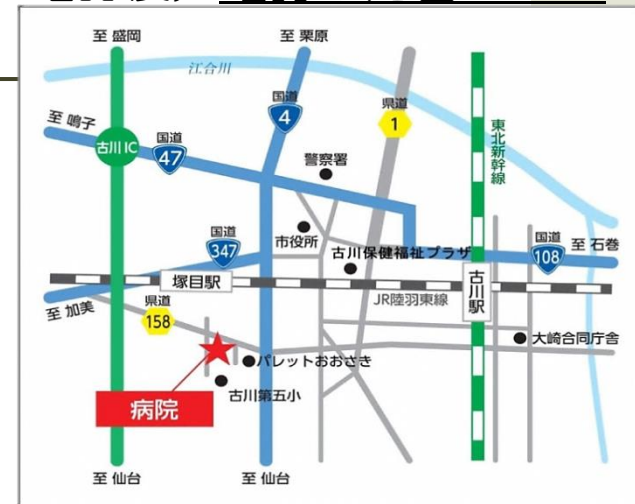 至 盛岡
至 栗原
江合川
国道
4
県道
1
至 鳴子
国道
47
古川IC
東北新幹線
警察署
市役所
国道
347
古川保健福祉プラザ
国道
108
至 石巻
塚目駅
古川駅
JR陸羽東線
至 加美
県道
158
大崎合同庁舎
パレットおおさき
古川第五小
病院
至 仙台
至 仙台